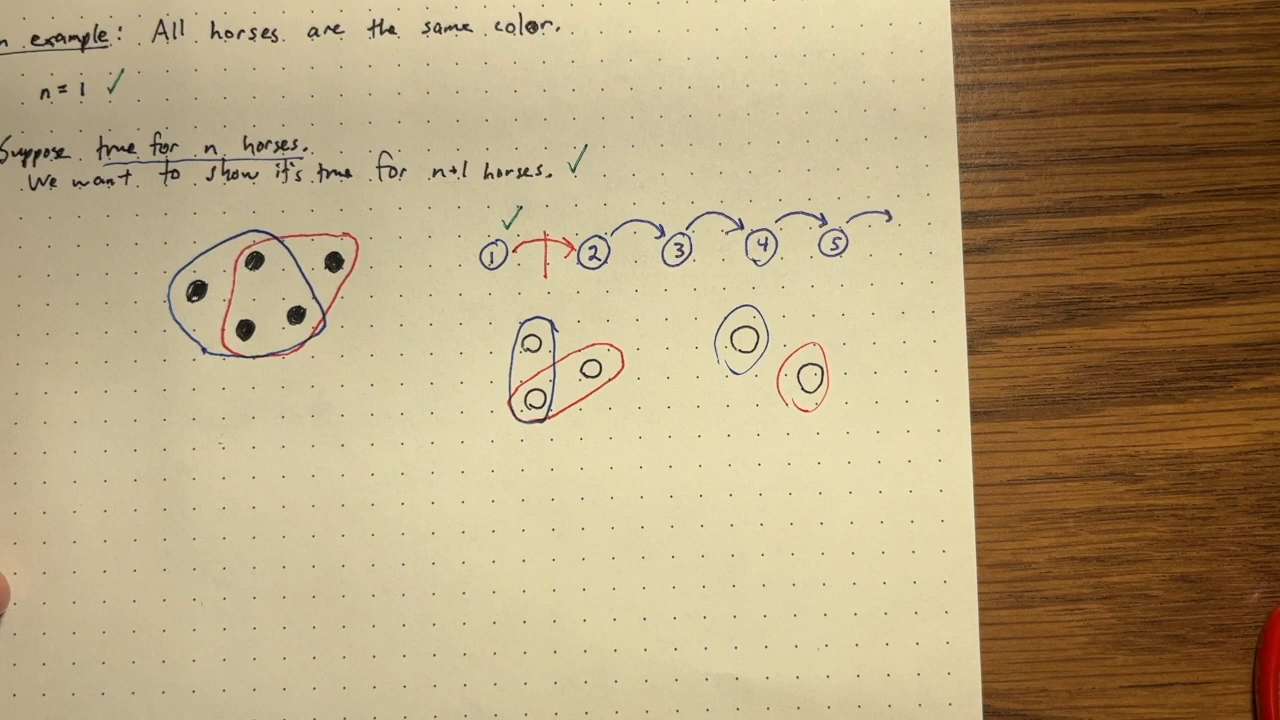 example: All horses are the same color.
n = 1 ✓
Suppose true for n horses.
We want to show it's true for n+1 horses. ✓
✓
1 2 3 4 5